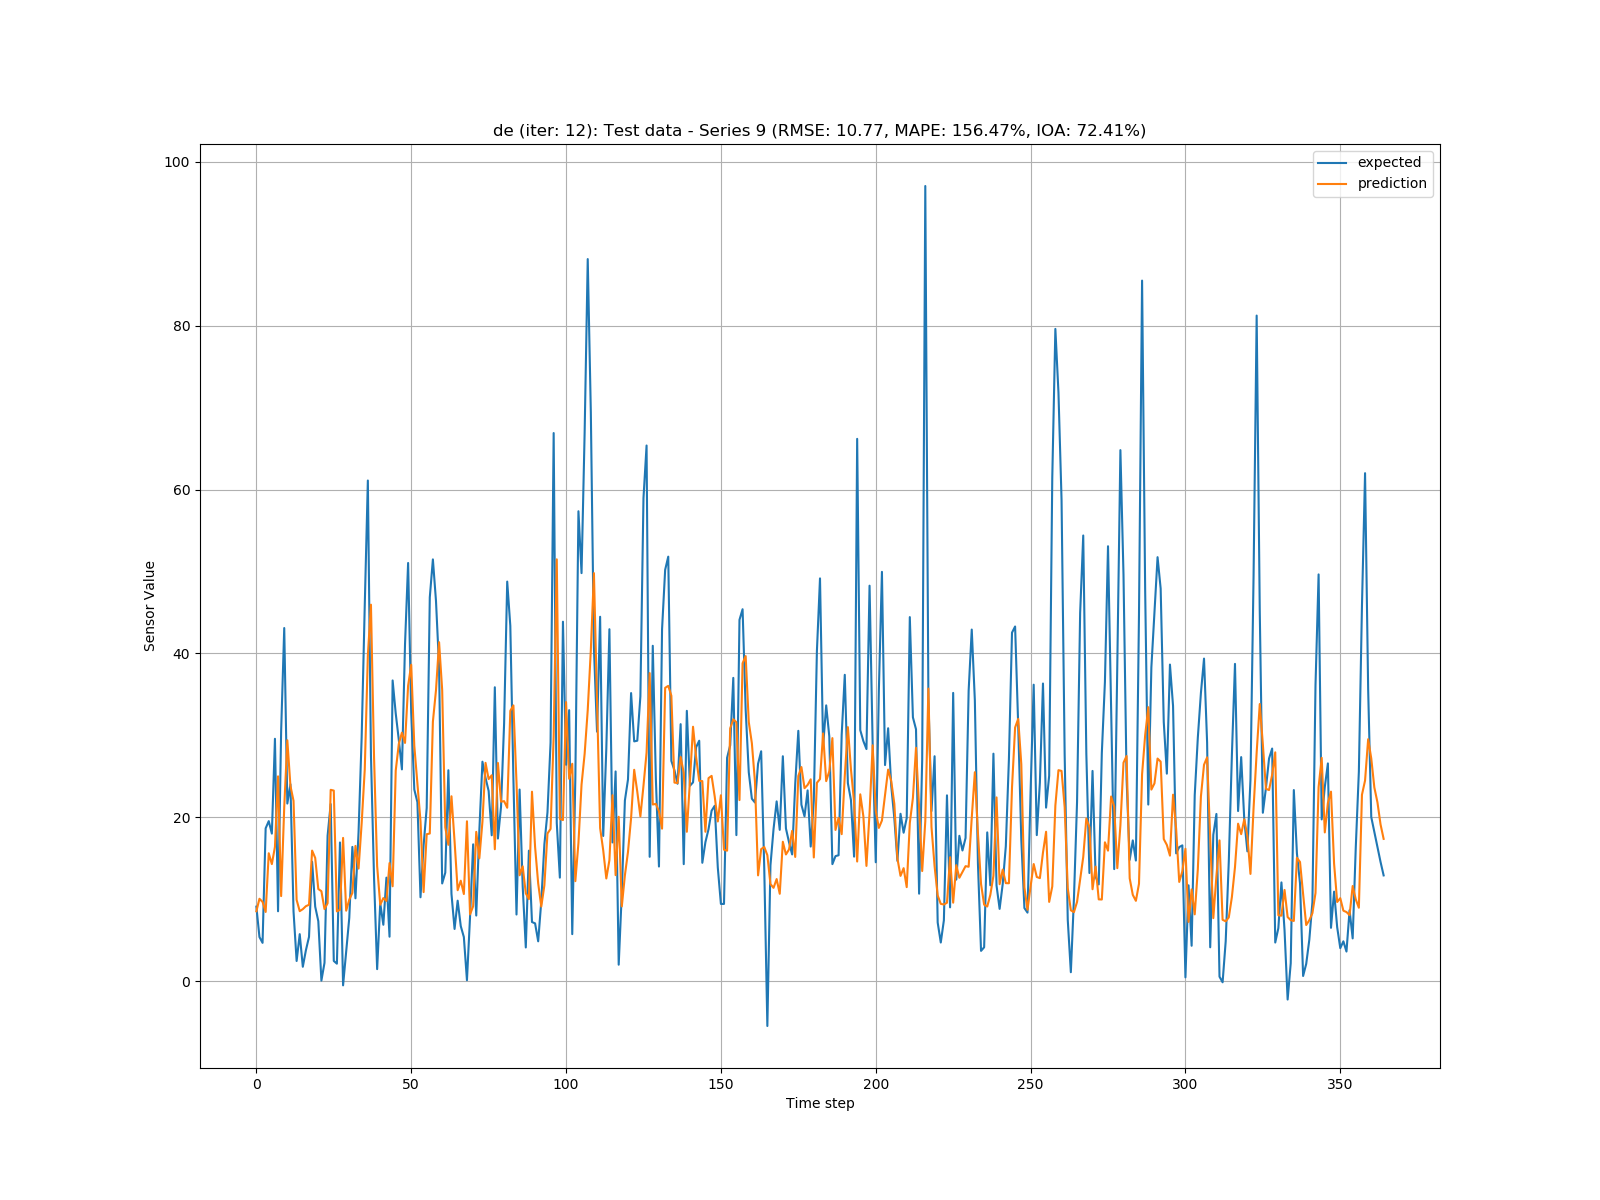 de (iter: 12): Test data - Series 9 (RMSE: 10.77, MAPE: 156.47%, IOA: 72.41%)
expected
prediction
100
80
60
40
20
0
Sensor Value
0 50 100 150 200 250 300 350
Time step